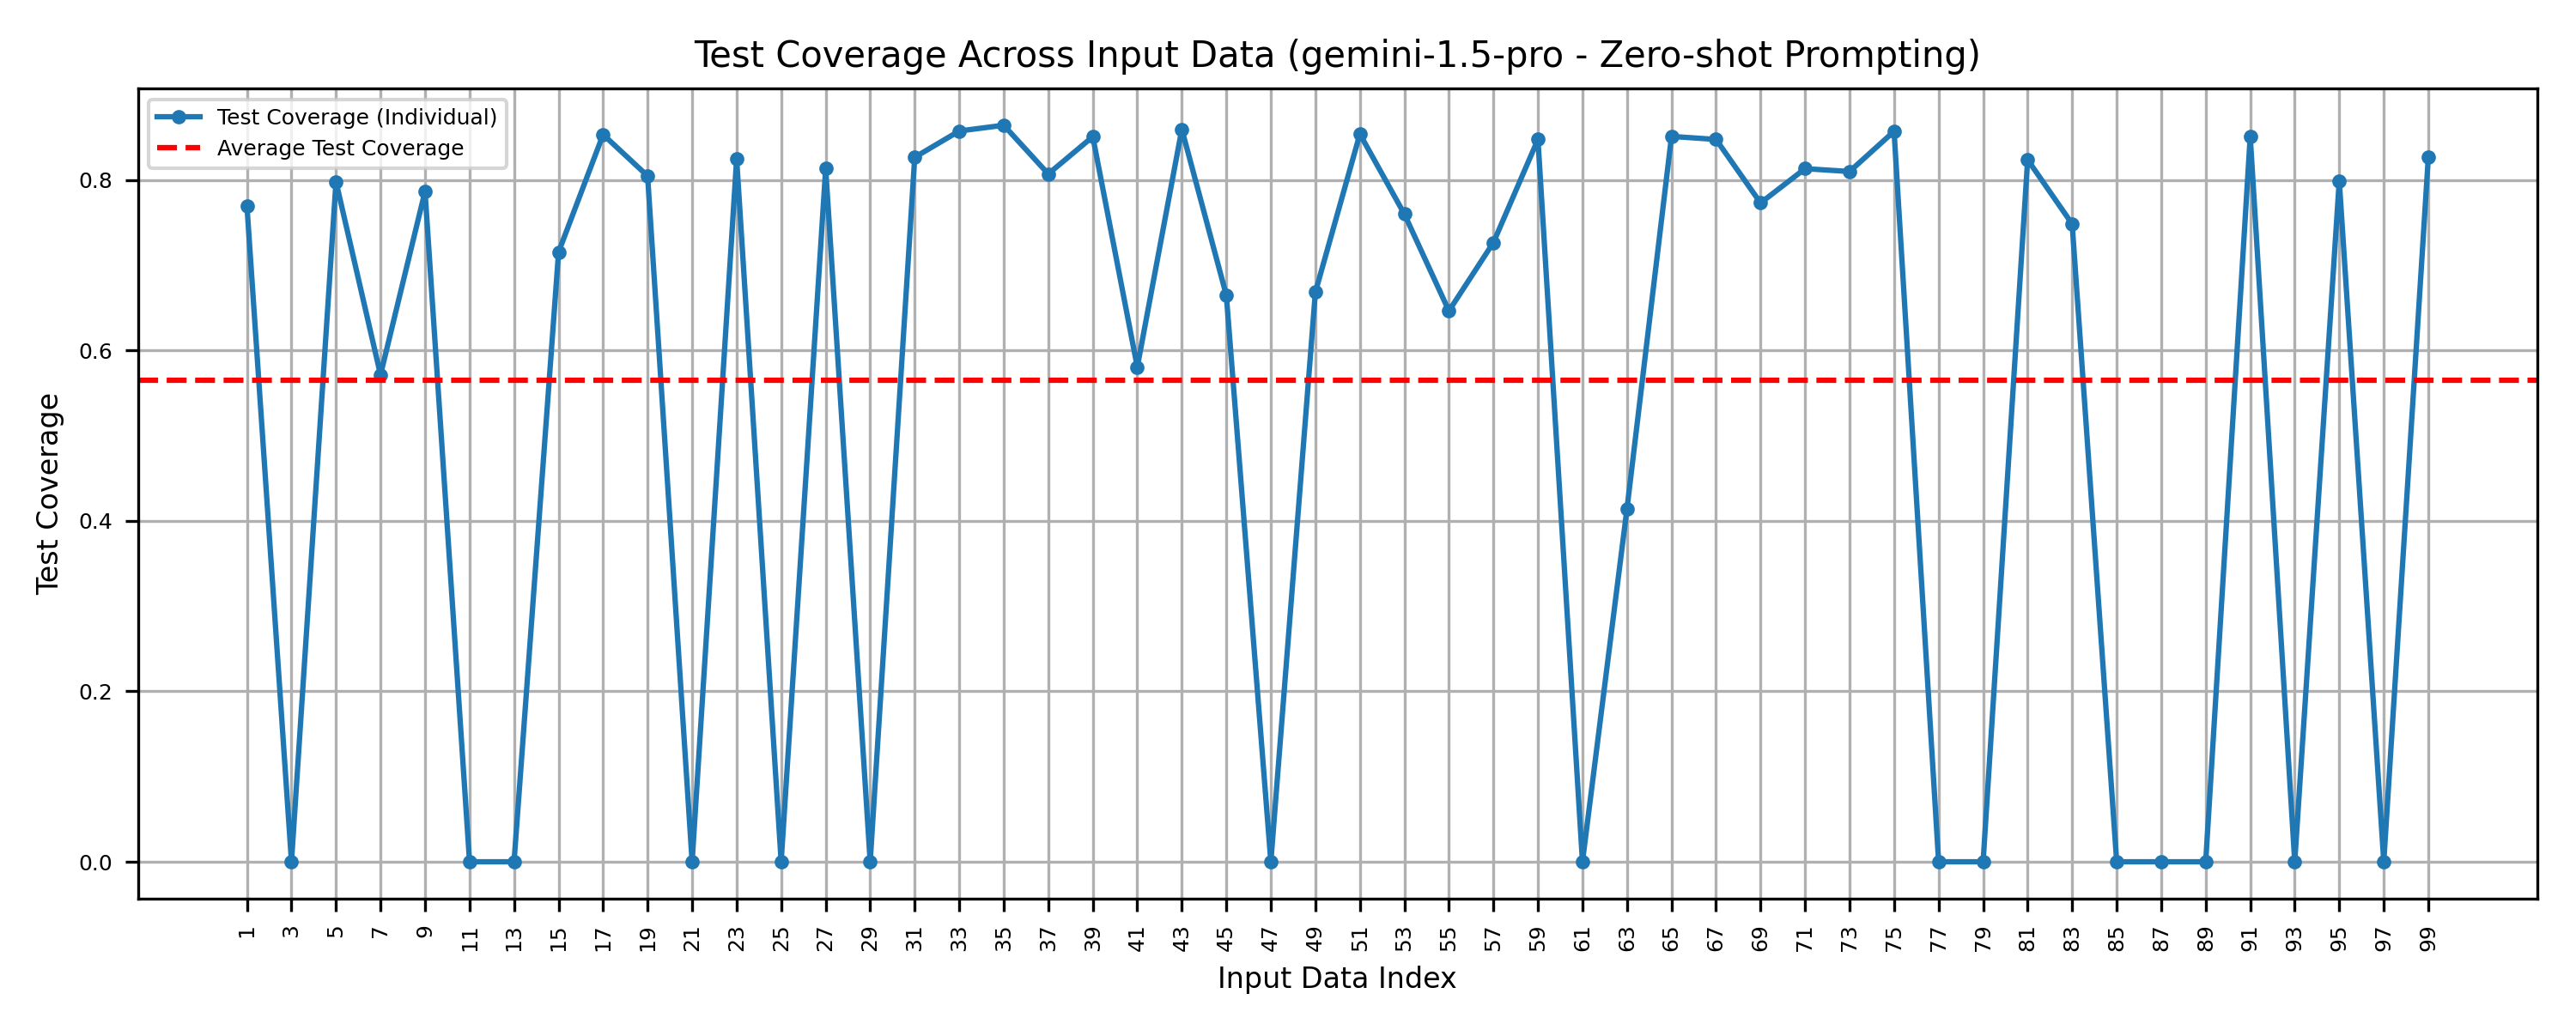 Test Coverage Across Input Data (gemini-1.5-pro - Zero-shot Prompting)
Test Coverage (Individual)
Average Test Coverage
Test Coverage
0.8
0.6
0.4
0.2
0.0
1 3 5 7 9 11 13 15 17 19 21 23 25 27 29 31 33 35 37 39 41 43 45 47 49 51 53 55 57 59 61 63 65 67 69 71 73 75 77 79 81 83 85 87 89 91 93 95 97 99
Input Data Index